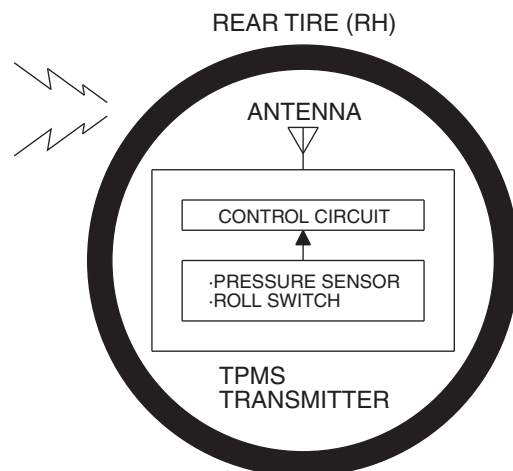 REAR TIRE (RH)
ANTENNA
CONTROL CIRCUIT
·PRESSURE SENSOR
·ROLL SWITCH
TPMS
TRANSMITTER